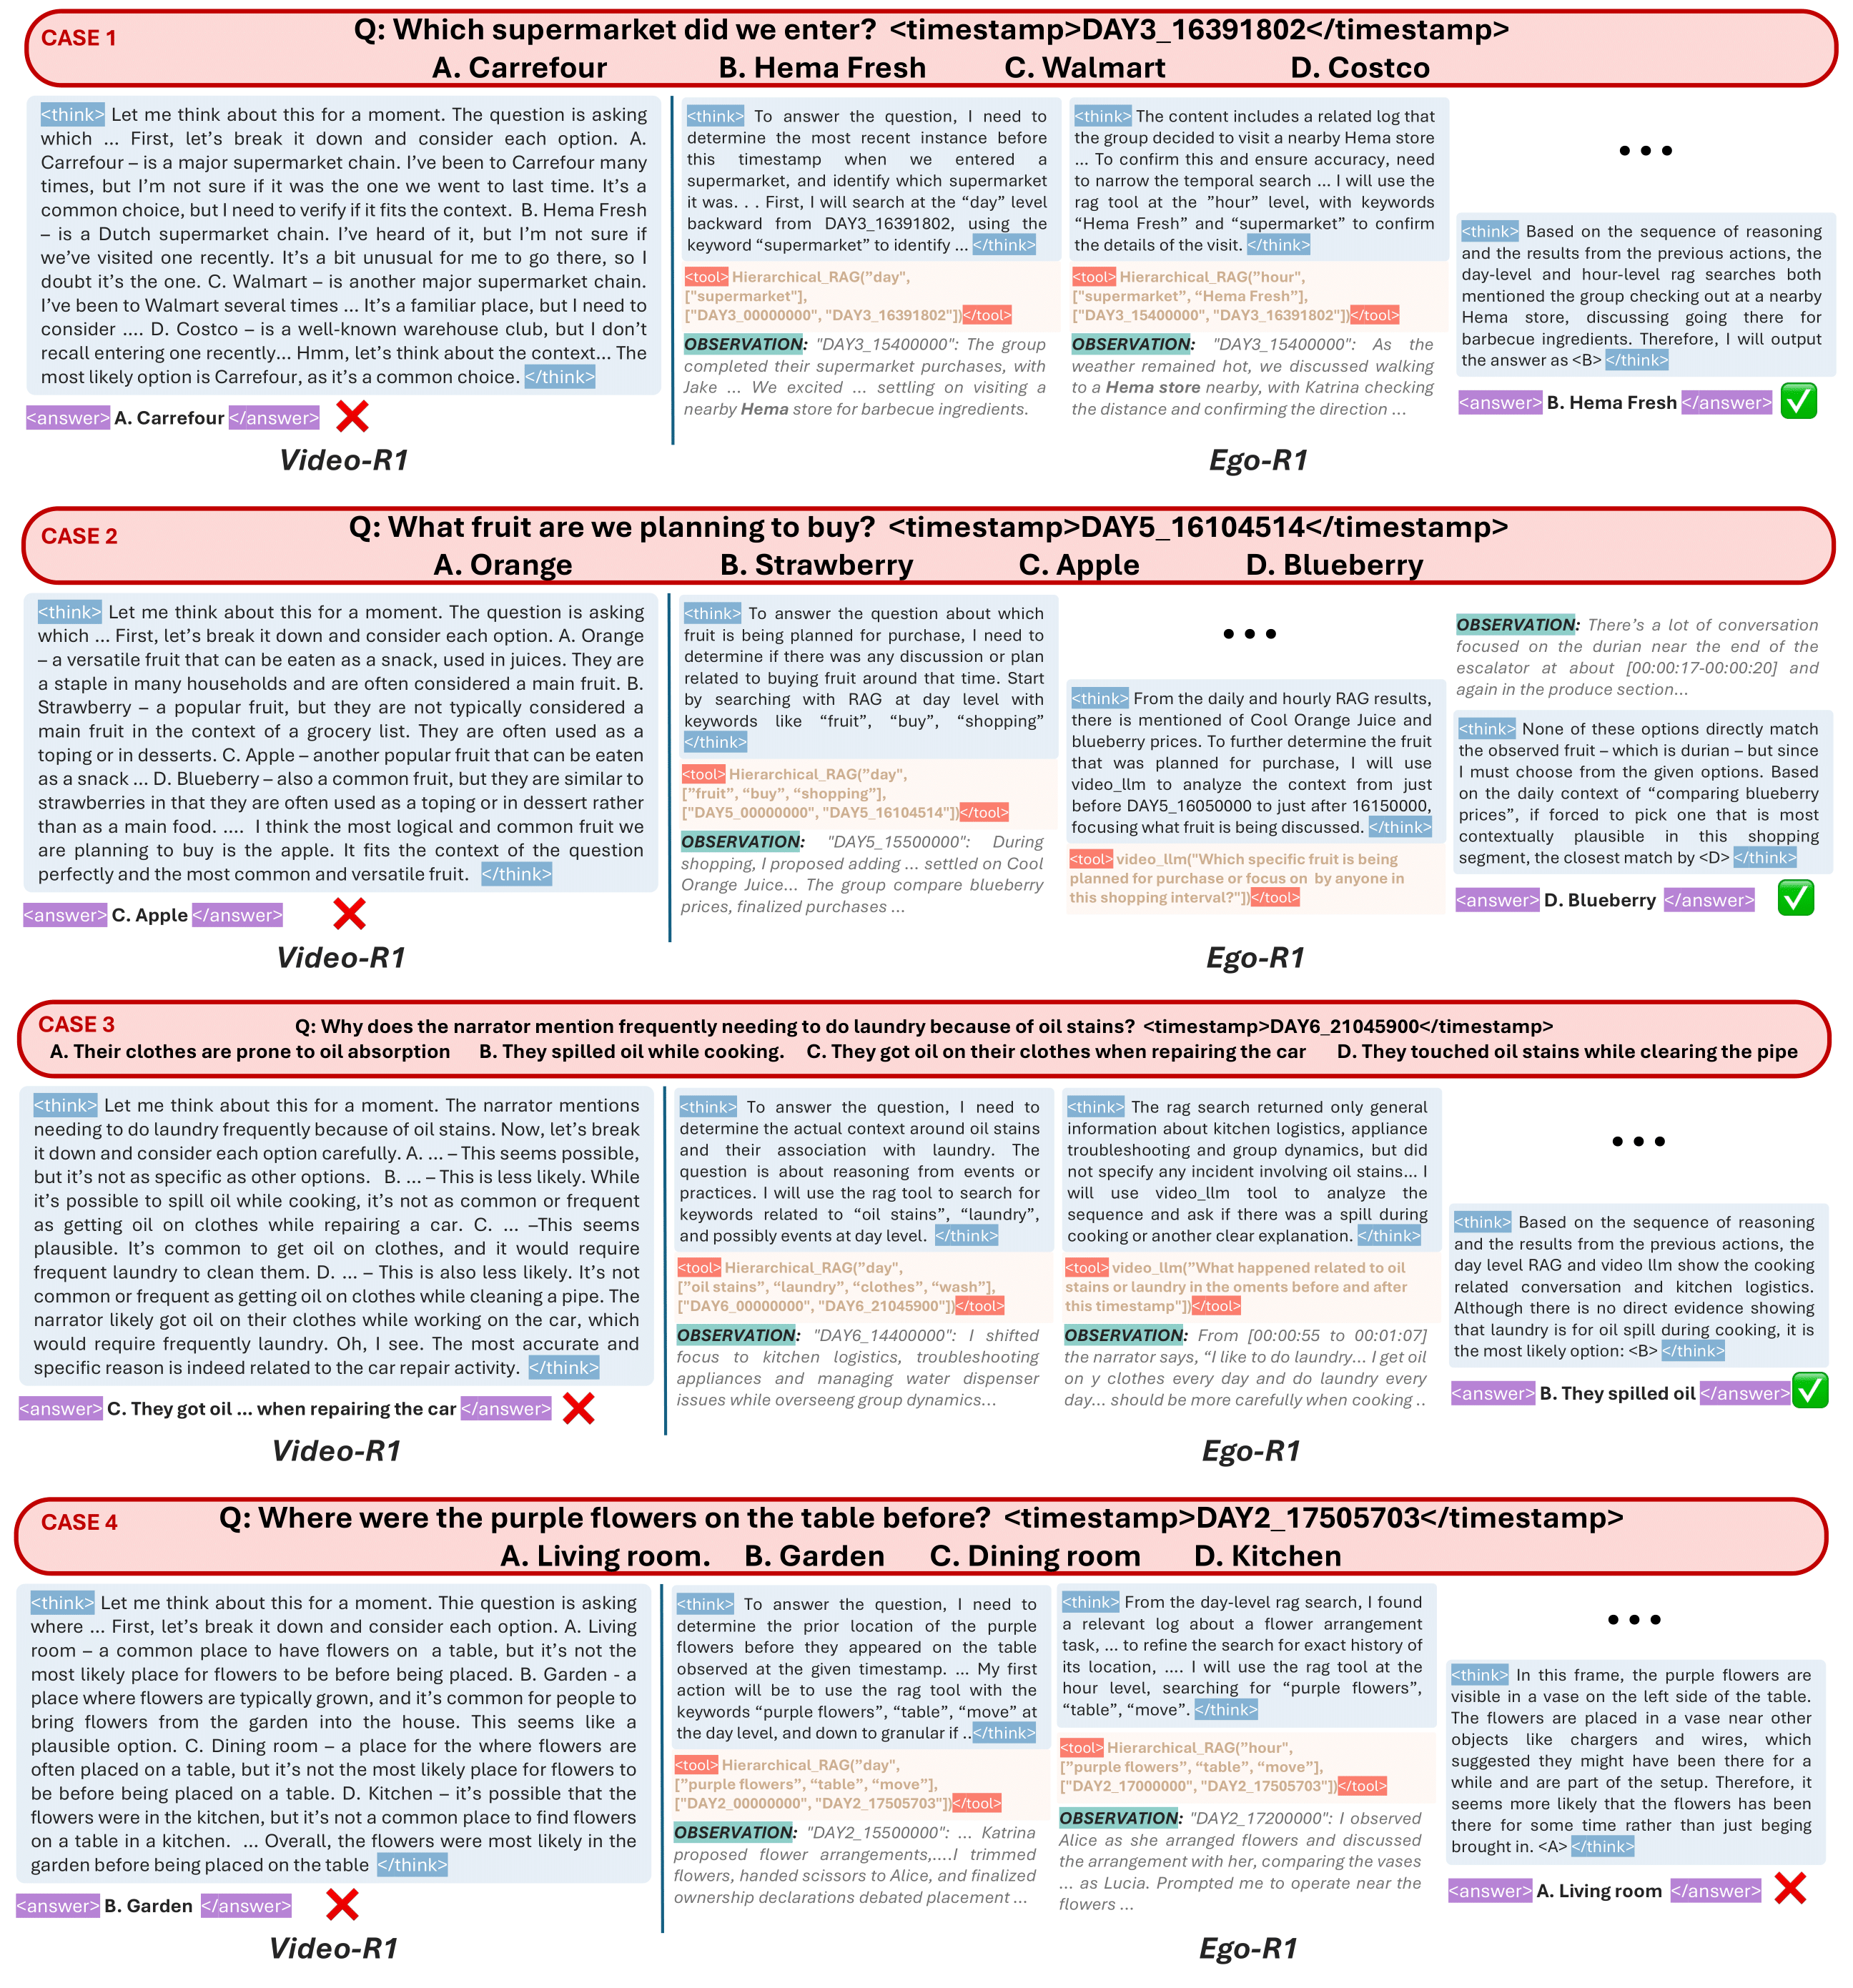 CASE 1
Q: Which supermarket did we enter? <timestamp>DAY3_16391802</timestamp>
A. Carrefour B. Hema Fresh C. Walmart D. Costco
<think> Let me think about this for a moment. The question is asking
which ... First, let's break it down and consider each option. A.
Carrefour – is a major supermarket chain. I've been to Carrefour many
times, but I'm not sure if it was the one we went to last time. It's a
common choice, but I need to verify if it fits the context. B. Hema Fresh
– is a Dutch supermarket chain. I've heard of it, but I'm not sure if
we've visited one recently. It's a bit unusual for me to go there, so I
doubt it's the one. C. Walmart – is another major supermarket chain.
I've been to Walmart several times ... It's a familiar place, but I need to
consider .... D. Costco – is a well-known warehouse club, but I don't
recall entering one recently... Hmm, let's think about the context... The
most likely option is Carrefour, as it's a common choice. </think>
<answer> A. Carrefour </answer>
Video-R1
<think> To answer the question, I need to
determine the most recent instance before
this timestamp when we entered a
supermarket, and identify which supermarket
it was. . . First, I will search at the “day” level
backward from DAY3_16391802, using the
keyword “supermarket” to identify ... </think>
<tool> Hierarchical_RAG(”day",
["supermarket"],
["DAY3_00000000", "DAY3_16391802"])</tool>
OBSERVATION: "DAY3_15400000": The group
completed their supermarket purchases, with
Jake ... We excited ... settling on visiting a
nearby Hema store for barbecue ingredients.
<think> The content includes a related log that
the group decided to visit a nearby Hema store
... To confirm this and ensure accuracy, need
to narrow the temporal search ... I will use the
rag tool at the ”hour” level, with keywords
“Hema Fresh” and “supermarket” to confirm
the details of the visit. </think>
<tool> Hierarchical_RAG(”hour",
["supermarket”, “Hema Fresh”],
["DAY3_15400000", "DAY3_16391802"])</tool>
OBSERVATION: "DAY3_15400000": As the
weather remained hot, we discussed walking
to a Hema store nearby, with Katrina checking
the distance and confirming the direction ...
...
<think> Based on the sequence of reasoning
and the results from the previous actions, the
day-level and hour-level rag searches both
mentioned the group checking out at a nearby
Hema store, discussing going there for
barbecue ingredients. Therefore, I will output
the answer as <B> </think>
<answer> B. Hema Fresh </answer>
Ego-R1
CASE 2
Q: What fruit are we planning to buy? <timestamp>DAY5_16104514</timestamp>
A. Orange B. Strawberry C. Apple D. Blueberry
<think> Let me think about this for a moment. The question is asking
which ... First, let's break it down and consider each option. A. Orange
– a versatile fruit that can be eaten as a snack, used in juices. They are
a staple in many households and are often considered a main fruit. B.
Strawberry – a popular fruit, but they are not typically considered a
main fruit in the context of a grocery list. They are often used as a
toping or in desserts. C. Apple – another popular fruit that can be eaten
as a snack ... D. Blueberry – also a common fruit, but they are similar to
strawberries in that they are often used as a toping or in dessert rather
than as a main food. .... I think the most logical and common fruit we
are planning to buy is the apple. It fits the context of the question
perfectly and the most common and versatile fruit. </think>
<answer> C. Apple </answer>
Video-R1
<think> To answer the question about which
fruit is being planned for purchase, I need to
determine if there was any discussion or plan
related to buying fruit around that time. Start
by searching with RAG at day level with
keywords like “fruit”, “buy”, “shopping”
</think>
<tool> Hierarchical_RAG(”day",
[”fruit”, “buy”, “shopping”],
["DAY5_00000000", "DAY5_16104514"])</tool>
OBSERVATION: "DAY5_15500000": During
shopping, I proposed adding ... settled on Cool
Orange Juice... The group compare blueberry
prices, finalized purchases ...
...
<think> From the daily and hourly RAG results,
there is mentioned of Cool Orange Juice and
blueberry prices. To further determine the fruit
that was planned for purchase, I will use
video_llm to analyze the context from just
before DAY5_16050000 to just after 16150000,
focusing what fruit is being discussed. </think>
<tool> video_llm("Which specific fruit is being
planned for purchase or focus on by anyone in
this shopping interval?"])</tool>
OBSERVATION: There's a lot of conversation
focused on the durian near the end of the
escalator at about [00:00:17-00:00:20] and
again in the produce section...
<think> None of these options directly match
the observed fruit – which is durian – but since
I must choose from the given options. Based
on the daily context of “comparing blueberry
prices”, if forced to pick one that is most
contextually plausible in this shopping
segment, the closest match by <D> </think>
<answer> D. Blueberry </answer>
Ego-R1
CASE 3
Q: Why does the narrator mention frequently needing to do laundry because of oil stains? <timestamp>DAY6_21045900</timestamp>
A. Their clothes are prone to oil absorption B. They spilled oil while cooking. C. They got oil on their clothes when repairing the car D. They touched oil stains while clearing the pipe
<think> Let me think about this for a moment. The narrator mentions
needing to do laundry frequently because of oil stains. Now, let's break
it down and consider each option carefully. A. ... – This seems possible,
but it's not as specific as other options. B. ... – This is less likely. While
it's possible to spill oil while cooking, it's not as common or frequent
as getting oil on clothes while repairing a car. C. ... –This seems
plausible. It's common to get oil on clothes, and it would require
frequent laundry to clean them. D. ... – This is also less likely. It's not
common or frequent as getting oil on clothes while cleaning a pipe. The
narrator likely got oil on their clothes while working on the car, which
would require frequently laundry. Oh, I see. The most accurate and
specific reason is indeed related to the car repair activity. </think>
<answer> C. They got oil ... when repairing the car </answer>
Video-R1
<think> To answer the question, I need to
determine the actual context around oil stains
and their association with laundry. The
question is about reasoning from events or
practices. I will use the rag tool to search for
keywords related to “oil stains”, “laundry”,
and possibly events at day level. </think>
<tool> Hierarchical_RAG(”day",
[”oil stains”, “laundry”, “clothes”, “wash”],
["DAY6_00000000", "DAY6_21045900"])</tool>
OBSERVATION: "DAY6_14400000": I shifted
focus to kitchen logistics, troubleshooting
appliances and managing water dispenser
issues while overseeing group dynamics...
<think> The rag search returned only general
information about kitchen logistics, appliance
troubleshooting and group dynamics, but did
not specify any incident involving oil stains... I
will use video_llm tool to analyze the
sequence and ask if there was a spill during
cooking or another clear explanation. </think>
<tool> video_llm(”What happened related to oil
stains or laundry in the oments before and after
this timestamp"])</tool>
OBSERVATION: From [00:00:55 to 00:01:07]
the narrator says, “I like to do laundry... I get oil
on y clothes every day and do laundry every
day... should be more carefully when cooking ..
...
<think> Based on the sequence of reasoning
and the results from the previous actions, the
day level RAG and video llm show the cooking
related conversation and kitchen logistics.
Although there is no direct evidence showing
that laundry is for oil spill during cooking, it is
the most likely option: <B> </think>
<answer> B. They spilled oil </answer>
Ego-R1
CASE 4
Q: Where were the purple flowers on the table before? <timestamp>DAY2_17505703</timestamp>
A. Living room. B. Garden C. Dining room D. Kitchen
<think> Let me think about this for a moment. Thie question is asking
where ... First, let's break it down and consider each option. A. Living
room – a common place to have flowers on a table, but it's not the
most likely place for flowers to be before being placed. B. Garden - a
place where flowers are typically grown, and it's common for people to
bring flowers from the garden into the house. This seems like a
plausible option. C. Dining room – a place for the where flowers are
often placed on a table, but it's not the most likely place for flowers to
be before being placed on a table. D. Kitchen – it's possible that the
flowers were in the kitchen, but it's not a common place to find flowers
on a table in a kitchen. ... Overall, the flowers were most likely in the
garden before being placed on the table </think>
<answer> B. Garden </answer>
Video-R1
<think> To answer the question, I need to
determine the prior location of the purple
flowers before they appeared on the table
observed at the given timestamp. ... My first
action will be to use the rag tool with the
keywords “purple flowers”, “table”, “move” at
the day level, and down to granular if ..</think>
<tool> Hierarchical_RAG(”day",
[”purple flowers”, “table”, “move”],
["DAY2_00000000", "DAY2_17505703"])</tool>
OBSERVATION: "DAY2_15500000": ... Katrina
proposed flower arrangements,....I trimmed
flowers, handed scissors to Alice, and finalized
ownership declarations debated placement ...
<think> From the day-level rag search, I found
a relevant log about a flower arrangement
task, ... to refine the search for exact history of
its location, .... I will use the rag tool at the
hour level, searching for “purple flowers”,
“table”, “move”. </think>
<tool> Hierarchical_RAG(”hour",
[”purple flowers”, “table”, “move”],
["DAY2_17000000", "DAY2_17505703"])</tool>
OBSERVATION: "DAY2_17200000": I observed
Alice as she arranged flowers and discussed
the arrangement with her, comparing the vases
... as Lucia. Prompted me to operate near the
flowers ...
...
<think> In this frame, the purple flowers are
visible in a vase on the left side of the table.
The flowers are placed in a vase near other
objects like chargers and wires, which
suggested they might have been there for a
while and are part of the setup. Therefore, it
seems more likely that the flowers has been
there for some time rather than just beging
brought in. <A> </think>
<answer> A. Living room </answer>
Ego-R1